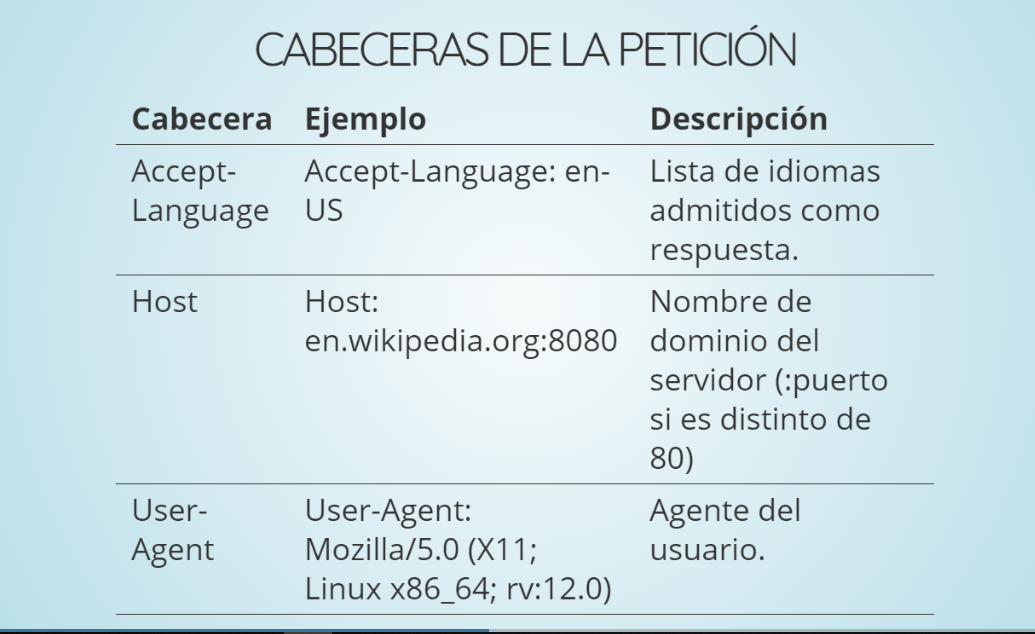 CABECERAS DE LA PETICIÓN
Cabecera Ejemplo Descripción
Accept- Accept-Language: en- Lista de idiomas
Language US admitidos como
respuesta.
Host Host: Nombre de
en.wikipedia.org:8080 dominio del
servidor (:puerto
si es distinto de
80)
User- User-Agent: Agente del
Agent Mozilla/5.0 (X11; usuario.
Linux x86_64; rv:12.0)